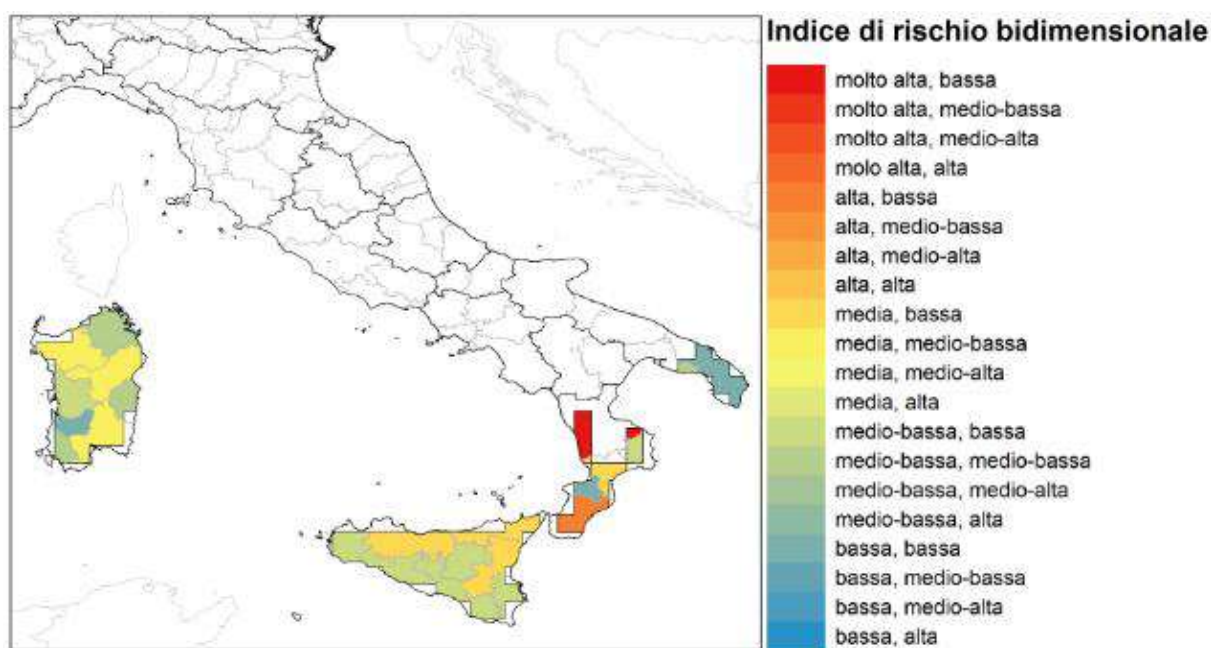 Indice di rischio bidimensionale
molto alta, bassa
molto alta, medio-bassa
molto alta, medio-alta
molo alta, alta
alta, bassa
alta, medio-bassa
alta, medio-alta
alta, alta
media, bassa
media, medio-bassa
media, medio-alta
media, alta
medio-bassa, bassa
medio-bassa, medio-bassa
medio-bassa, medio-alta
medio-bassa, alta
bassa, bassa
bassa, medio-bassa
bassa, medio-alta
bassa, alta